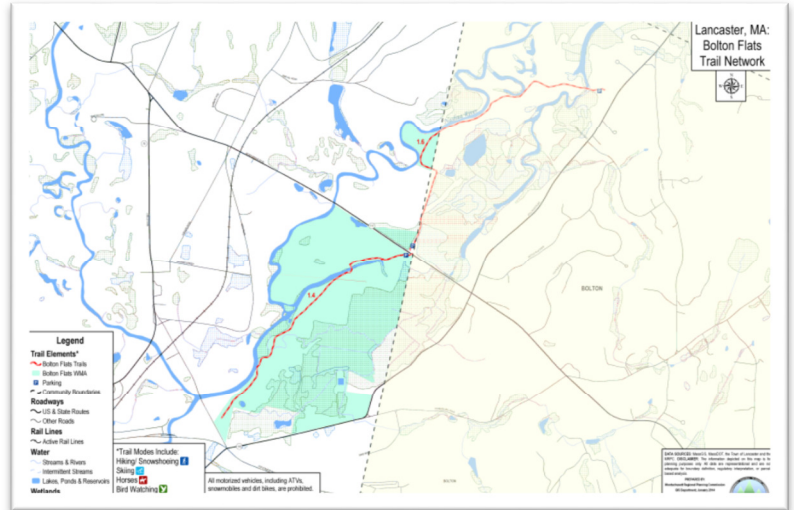 Lancaster, MA:
Bolton Flats
Trail Network
1.6
1.4
BOLTON
Legend
Trail Elements*
Bolton Flats Trails
Bolton Flats WMA
Parking
Community Boundaries
Roadways
US & State Routes
Other Roads
Rail Lines
Active Rail Lines
Water
Streams & Rivers
Intermittent Streams
Lakes, Ponds & Reservoirs
Wetlands
*Trail Modes Include:
Hiking/ Snowshoeing
Skiing
Horses
Bird Watching
All motorized vehicles, including ATVs,
snowmobiles and dirt bikes, are prohibited.